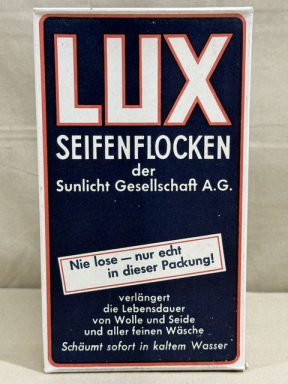 LUX
SEIFENFLOCKEN
der
Sunlicht Gesellschaft A.G.
Nie lose – nur echt
in dieser Packung!
verlängert
die Lebensdauer
von Wolle und Seide
und aller feinen Wäsche
Schäumt sofort in kaltem Wasser